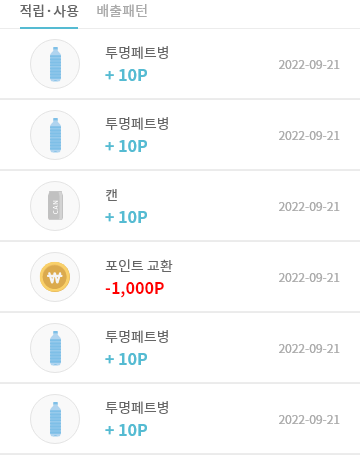 적립·사용 배출패턴
투명페트병
+ 10P
2022-09-21
투명페트병
+ 10P
2022-09-21
CAN
캔
+ 10P
2022-09-21
₩
포인트 교환
-1,000P
2022-09-21
투명페트병
+ 10P
2022-09-21
투명페트병
+ 10P
2022-09-21